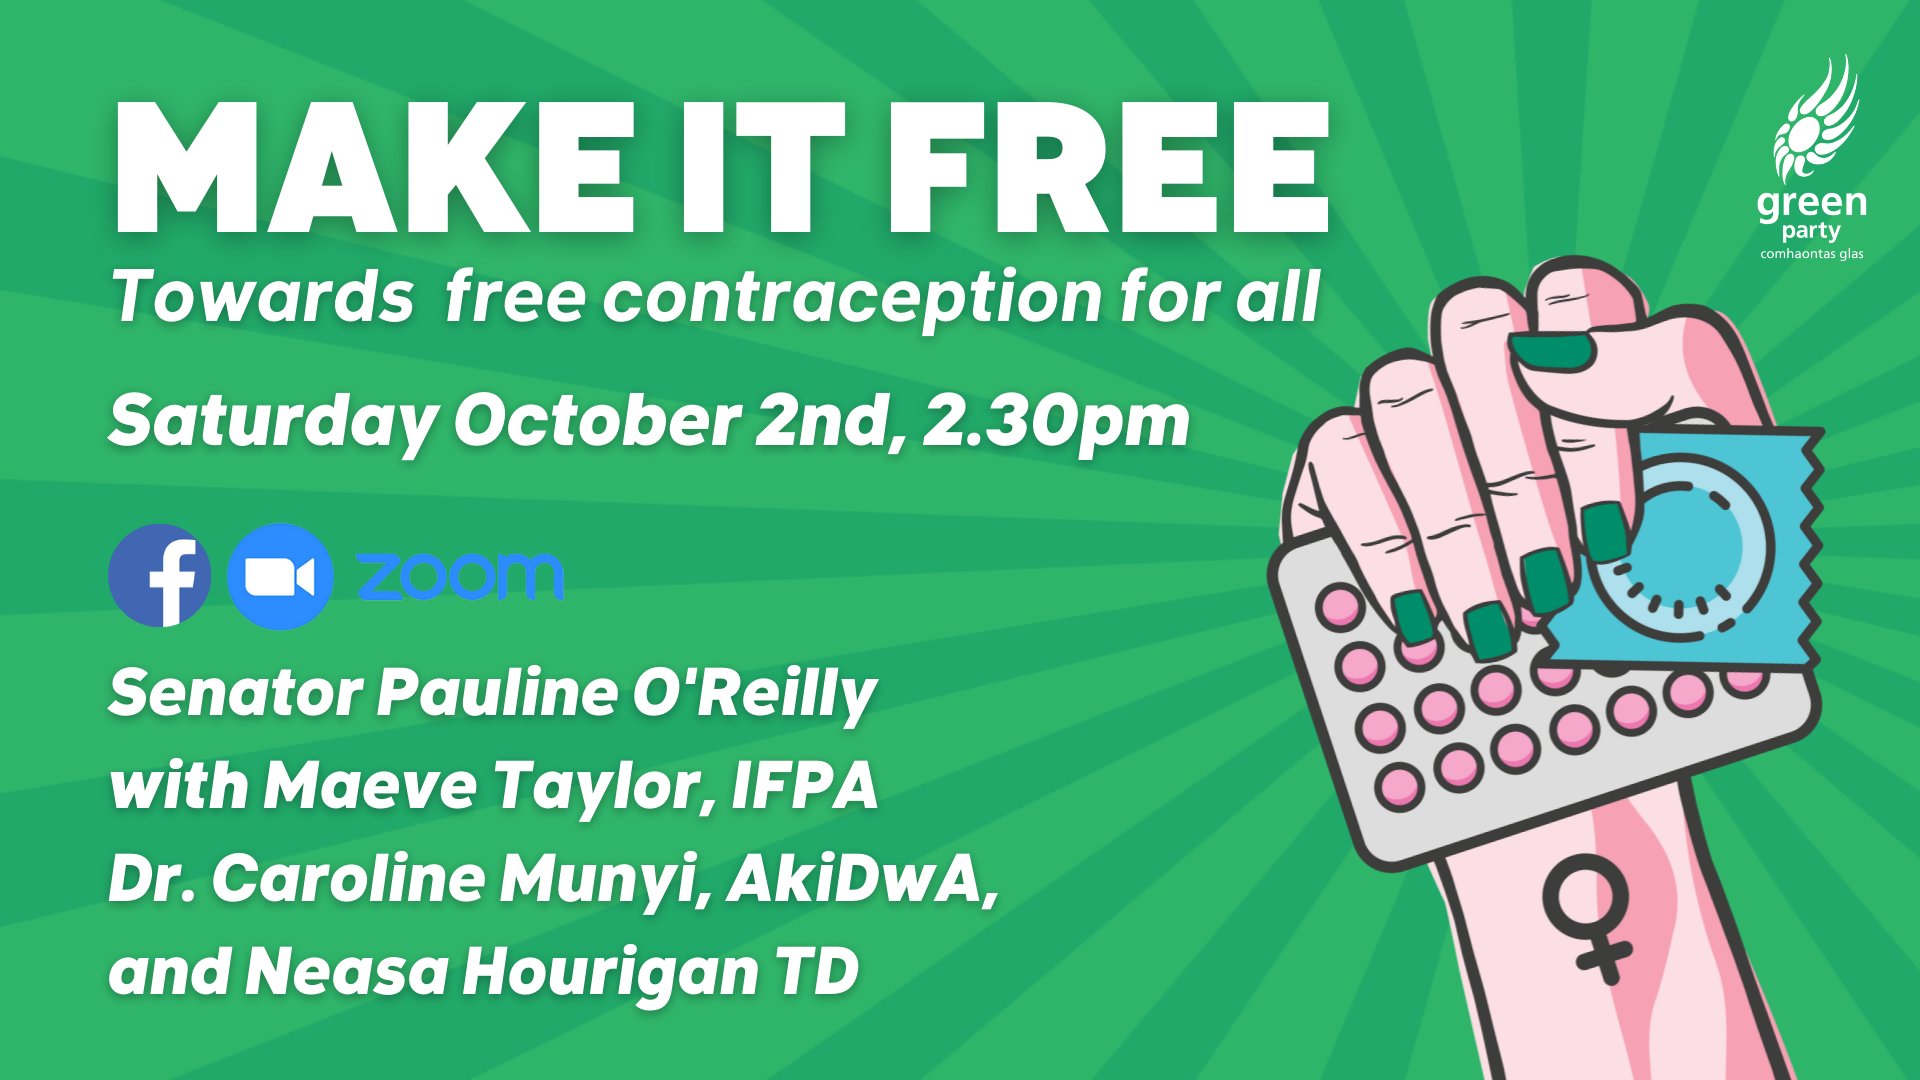 MAKE IT FREE
Towards free contraception for all
Saturday October 2nd, 2.30pm
zoom
Senator Pauline O'Reilly
with Maeve Taylor, IFPA
Dr. Caroline Munyi, AkiDwA,
and Neasa Hourigan TD
green
party
comhaontas glas